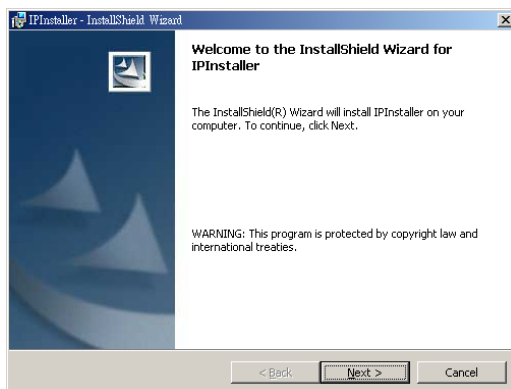 IPInstaller - InstallShield Wizard
Welcome to the InstallShield Wizard for
IPInstaller
The InstallShield(R) Wizard will install IPInstaller on your
computer. To continue, click Next.
WARNING: This program is protected by copyright law and
international treaties.
< Back
Next >
Cancel